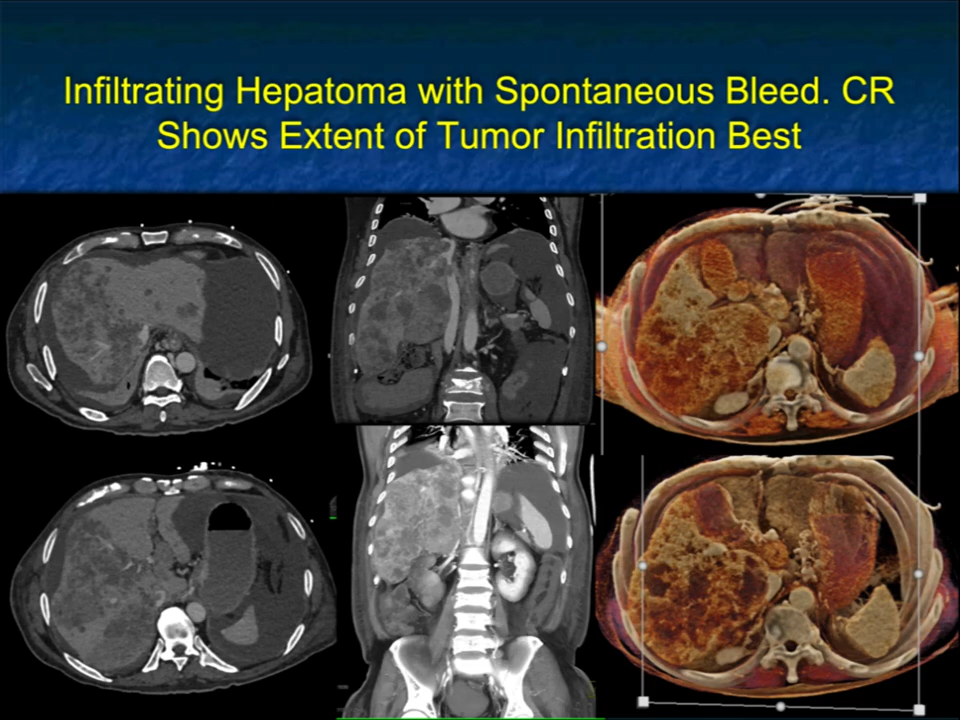 Infiltrating Hepatoma with Spontaneous Bleed. CR
Shows Extent of Tumor Infiltration Best